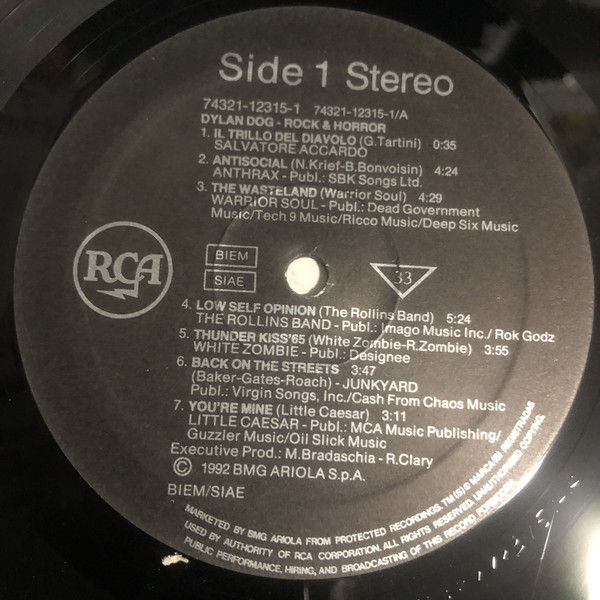 Side 1 Stereo
74321-12315-1 74321-12315-1/A
DYLAN DOG - ROCK & HORROR
1. IL TRILLO DEL DIAVOLO (G.Tartini) 0:35
SALVATORE ACCARDO
2. ANTISOCIAL (N.Krief-B.Bonvoisin) 4:24
ANTHRAX - Publ.: SBK Songs Ltd.
3. THE WASTELAND (Warrior Soul) 4:29
WARRIOR SOUL - Publ.: Dead Government
Music/Tech 9 Music/Ricco Music/Deep Six Music
RCA
BIEM
SIAE
33
4. LOW SELF OPINION (The Rollins Band) 5:24
THE ROLLINS BAND - Publ.: Imago Music Inc./ Rok Godz
5. THUNDER KISS'65 (White Zombie-R.Zombie) 3:55
WHITE ZOMBIE - Publ.: Designee
6. BACK ON THE STREETS 3:47
(Baker-Gates-Roach) - JUNKYARD
Publ.: Virgin Songs, Inc./Cash From Chaos Music
7. YOU'RE MINE (Little Caesar) 3:11
LITTLE CAESAR - Publ.: MCA Music Publishing/
Guzzler Music/Oil Slick Music
Executive Prod.: M.Bradaschia - R.Clary
© 1992 BMG ARIOLA S.p.A.
BIEM/SIAE
MARKETED BY BMG ARIOLA FROM PROTECTED RECORDINGS. TM(S)® MARCA(S) REGISTRADAS
USED BY AUTHORITY OF RCA CORPORATION. ALL RIGHTS RESERVED. UNAUTHORISED COPYING,
PUBLIC PERFORMANCE, HIRING, AND BROADCASTING OF THIS RECORD FORBIDDEN